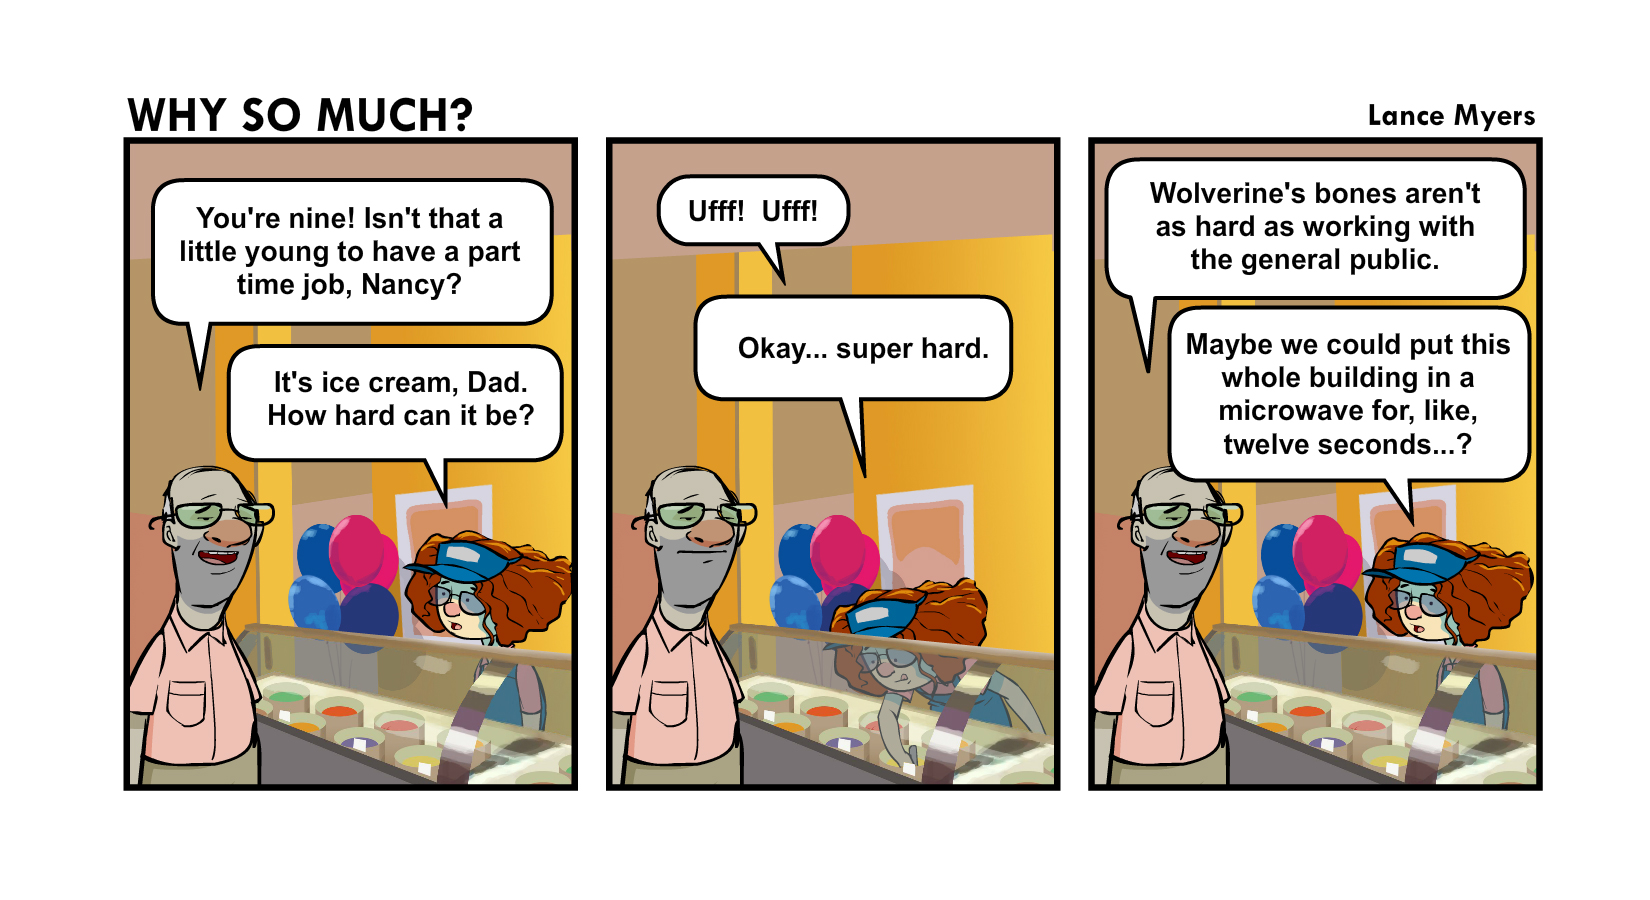 WHY SO MUCH?
Lance Myers
You're nine! Isn't that a
little young to have a part
time job, Nancy?
It's ice cream, Dad.
How hard can it be?
Ufff!  Ufff!
Okay... super hard.
Wolverine's bones aren't
as hard as working with
the general public.
Maybe we could put this
whole building in a
microwave for, like,
twelve seconds...?